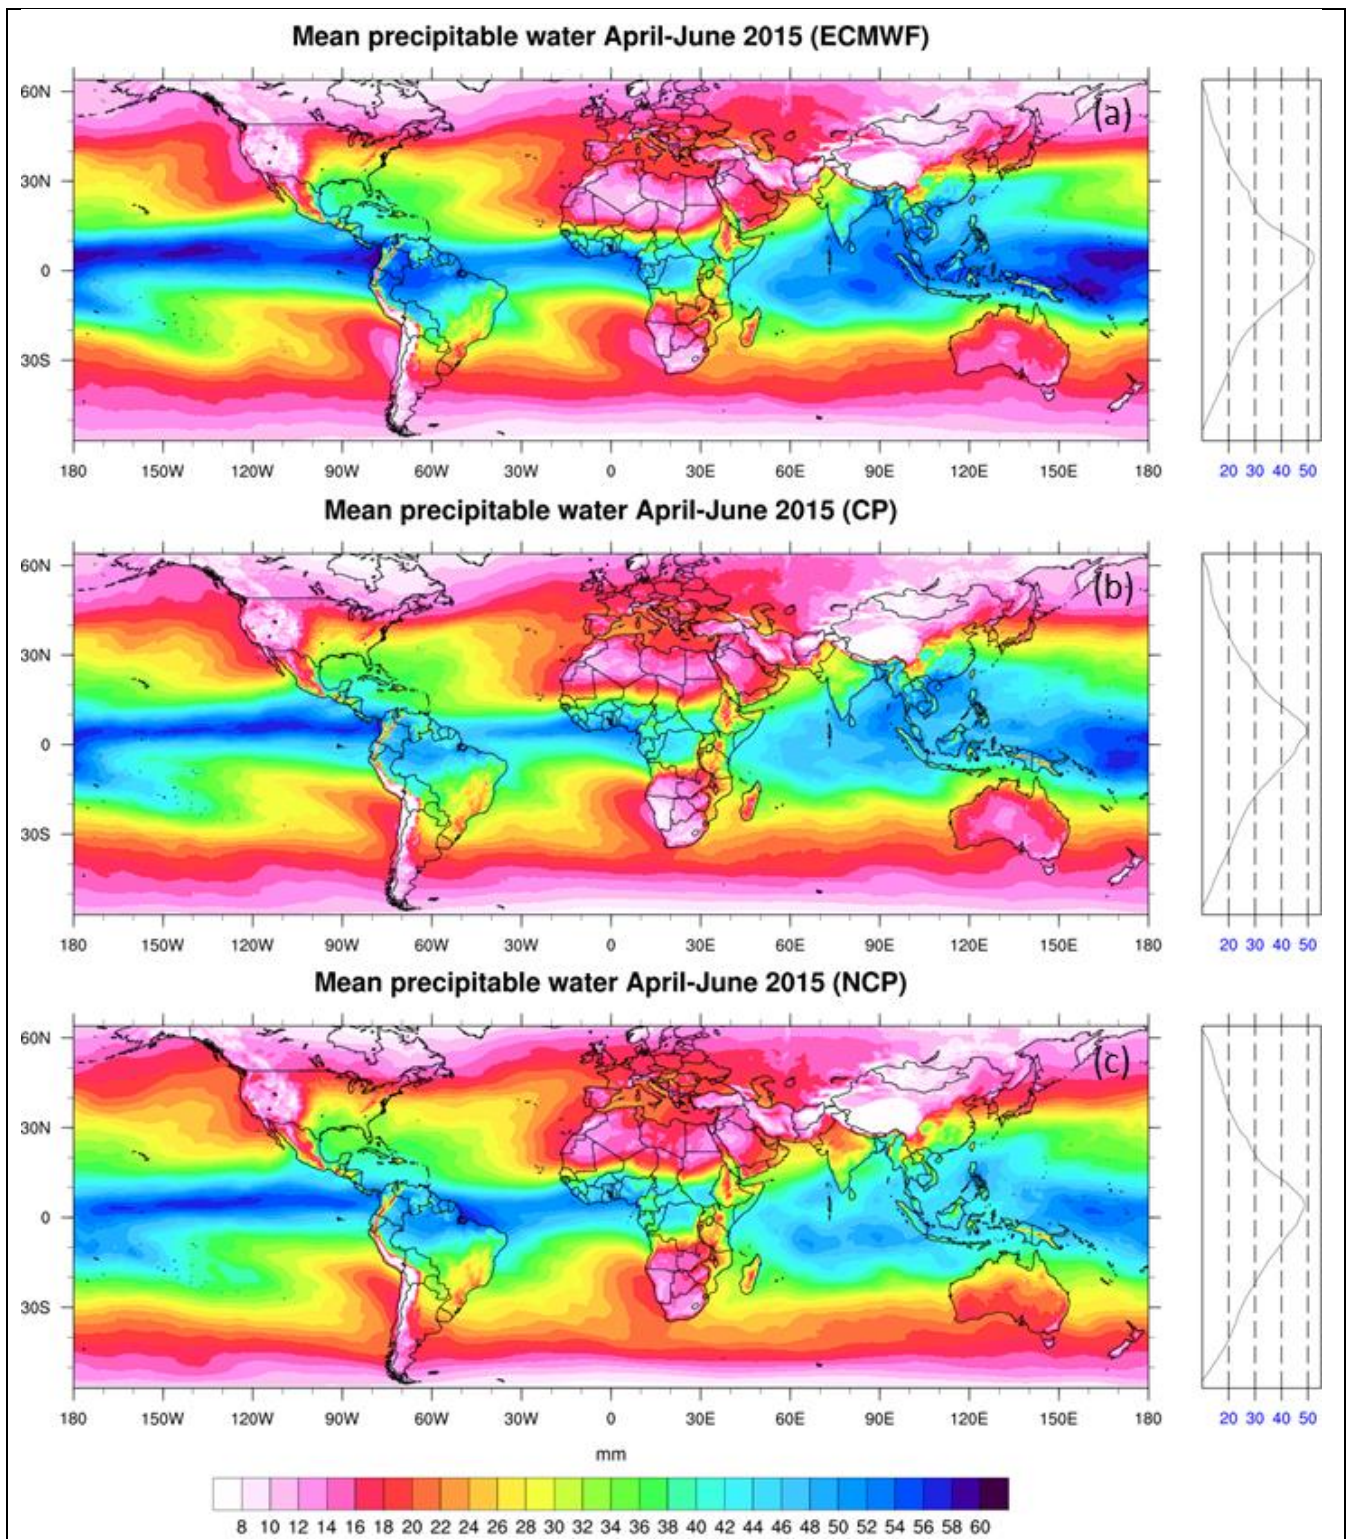 Mean precipitable water April-June 2015 (ECMWF)
60N
30N
0
30S
(a)
180 150W 120W 90W 60W 30W 0 30E 60E 90E 120E 150E 180
20 30 40 50
Mean precipitable water April-June 2015 (CP)
60N
30N
0
30S
(b)
180 150W 120W 90W 60W 30W 0 30E 60E 90E 120E 150E 180
20 30 40 50
Mean precipitable water April-June 2015 (NCP)
60N
30N
0
30S
(c)
180 150W 120W 90W 60W 30W 0 30E 60E 90E 120E 150E 180
20 30 40 50
mm
8 10 12 14 16 18 20 22 24 26 28 30 32 34 36 38 40 42 44 46 48 50 52 54 56 58 60